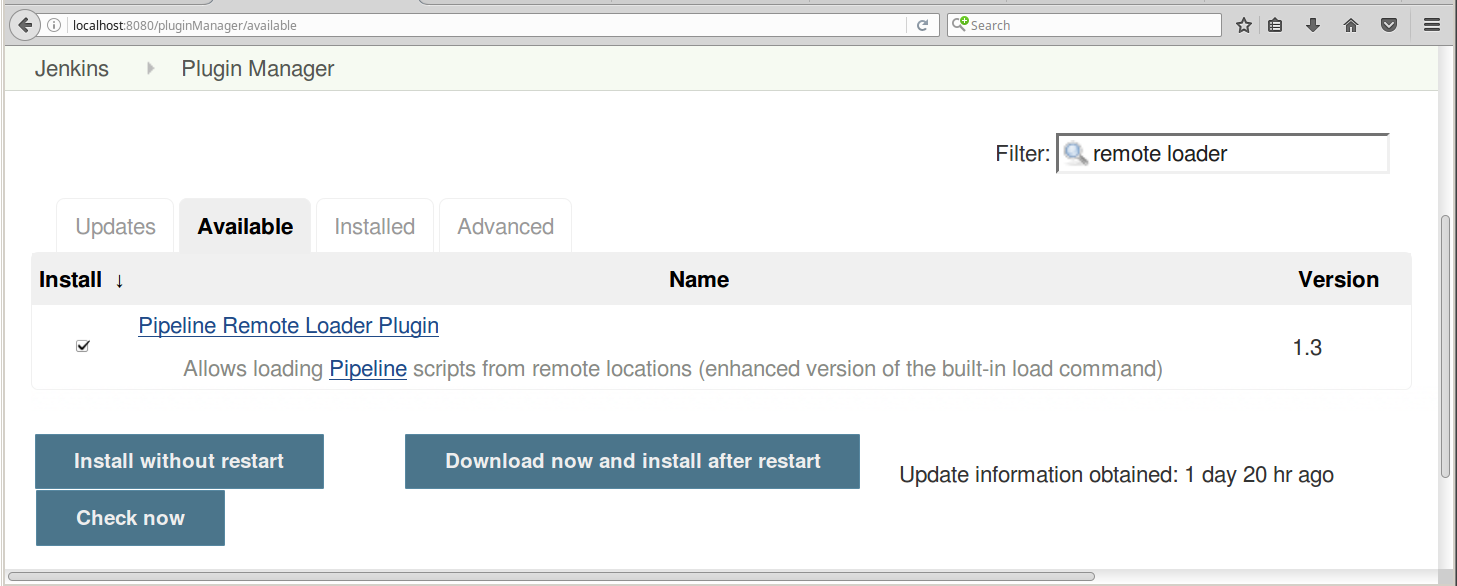 localhost:8080/pluginManager/available
Search
Jenkins Plugin Manager
Filter: remote loader
Updates Available Installed Advanced
Install ↓ Name Version
Pipeline Remote Loader Plugin
1.3
Allows loading Pipeline scripts from remote locations (enhanced version of the built-in load command)
Install without restart Download now and install after restart Update information obtained: 1 day 20 hr ago
Check now